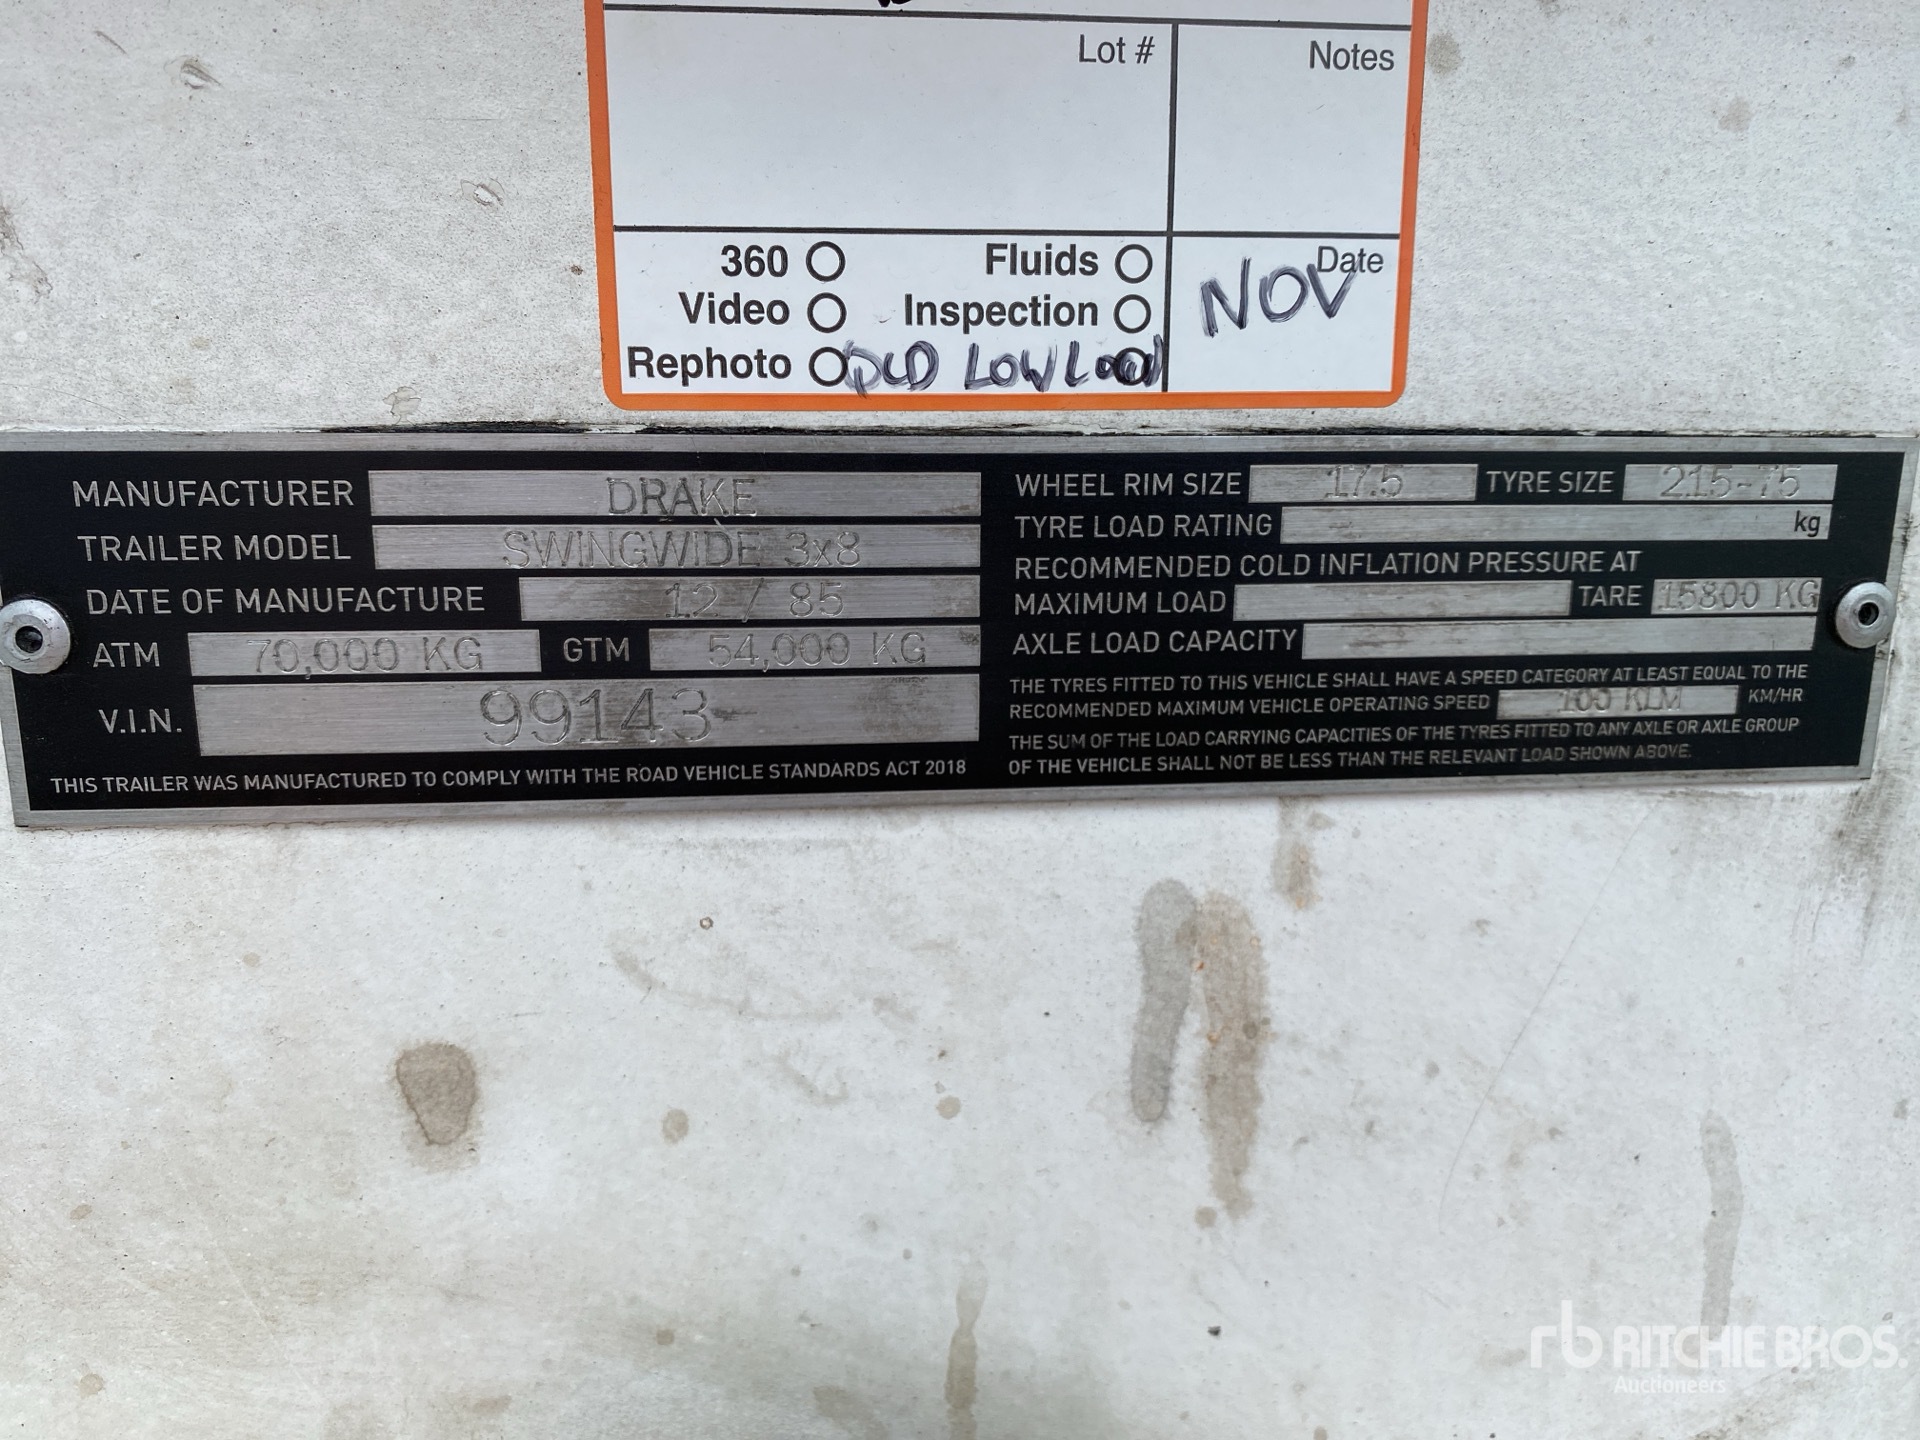 Lot #
Notes
360
Fluids
Date
NOV
Video
Inspection
Rephoto
LOWLOAD
MANUFACTURER DRAKE
TRAILER MODEL SWINGWIDE 3x8
DATE OF MANUFACTURE 12 / 85
ATM 70,000 KG GTM 54,000 KG
V.I.N. 99143
THIS TRAILER WAS MANUFACTURED TO COMPLY WITH THE ROAD VEHICLE STANDARDS ACT 2018
WHEEL RIM SIZE 17.5 TYRE SIZE 215-75
TYRE LOAD RATING kg
RECOMMENDED COLD INFLATION PRESSURE AT
MAXIMUM LOAD TARE 15800 KG
AXLE LOAD CAPACITY
THE TYRES FITTED TO THIS VEHICLE SHALL HAVE A SPEED CATEGORY AT LEAST EQUAL TO THE
RECOMMENDED MAXIMUM VEHICLE OPERATING SPEED 100 KLM KM/HR
THE SUM OF THE LOAD CARRYING CAPACITIES OF THE TYRES FITTED TO ANY AXLE OR AXLE GROUP
OF THE VEHICLE SHALL NOT BE LESS THAN THE RELEVANT LOAD SHOWN ABOVE.
rb RITCHIE BROS.
Auctioneers